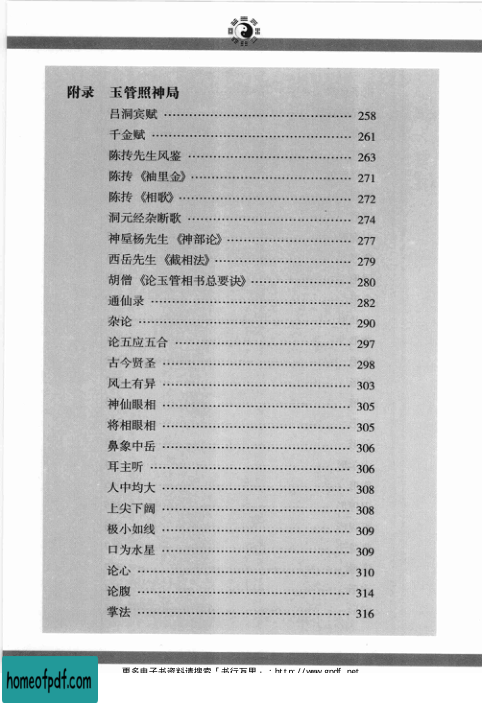 附录 玉管照神局
吕洞宾赋 258
千金赋 261
陈抟先生风鉴 263
陈抟《袖里金》 271
陈抟《相歌》 272
洞元经杂断歌 274
神屋杨先生《神部论》 277
西岳先生《截相法》 279
胡僧《论玉管相书总要诀》 280
通仙录 282
杂论 290
论五应五合 297
古今贤圣 298
风土有异 303
神仙眼相 305
将相眼相 305
鼻象中岳 306
耳主听 306
人中均大 308
上尖下阔 308
极小如线 309
口为水星 309
论心 310
论腹 314
掌法 316
更多电子书资料请搜索「书行万里」：http://www.gpdf.net
homeofpdf.com